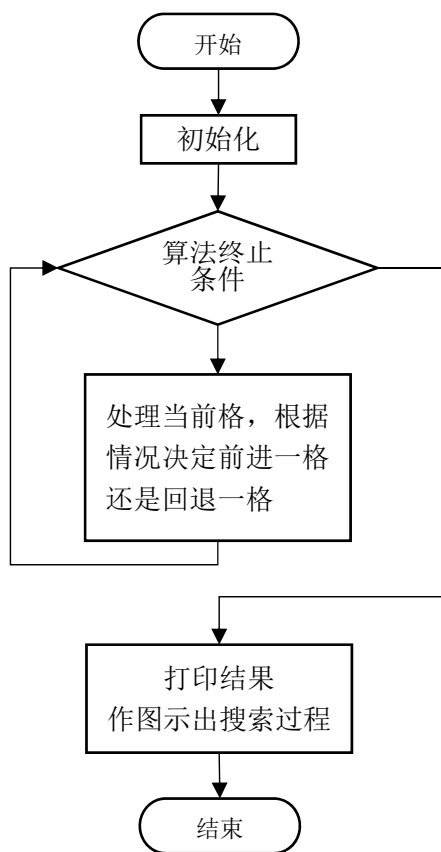 开始
初始化
算法终止
条件
处理当前格，根据
情况决定前进一格
还是回退一格
打印结果
作图示出搜索过程
结束